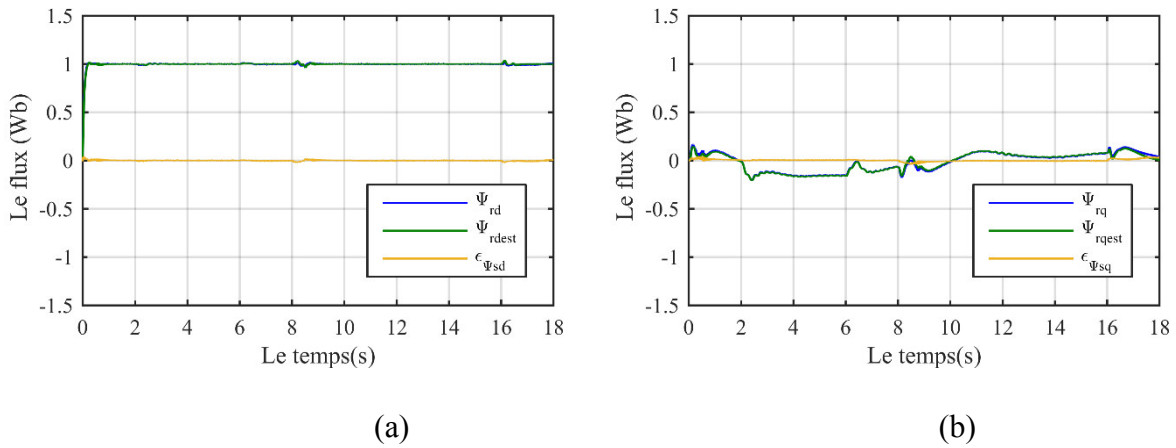 1.5
1
0.5
0
-0.5
-1
-1.5
Le flux (Wb)
0 2 4 6 8 10 12 14 16 18
Le temps(s)
Ψrd
Ψrdest
ϵΨsd
(a)
1.5
1
0.5
0
-0.5
-1
-1.5
Le flux (Wb)
0 2 4 6 8 10 12 14 16 18
Le temps(s)
Ψrq
Ψrqest
ϵΨsq
(b)